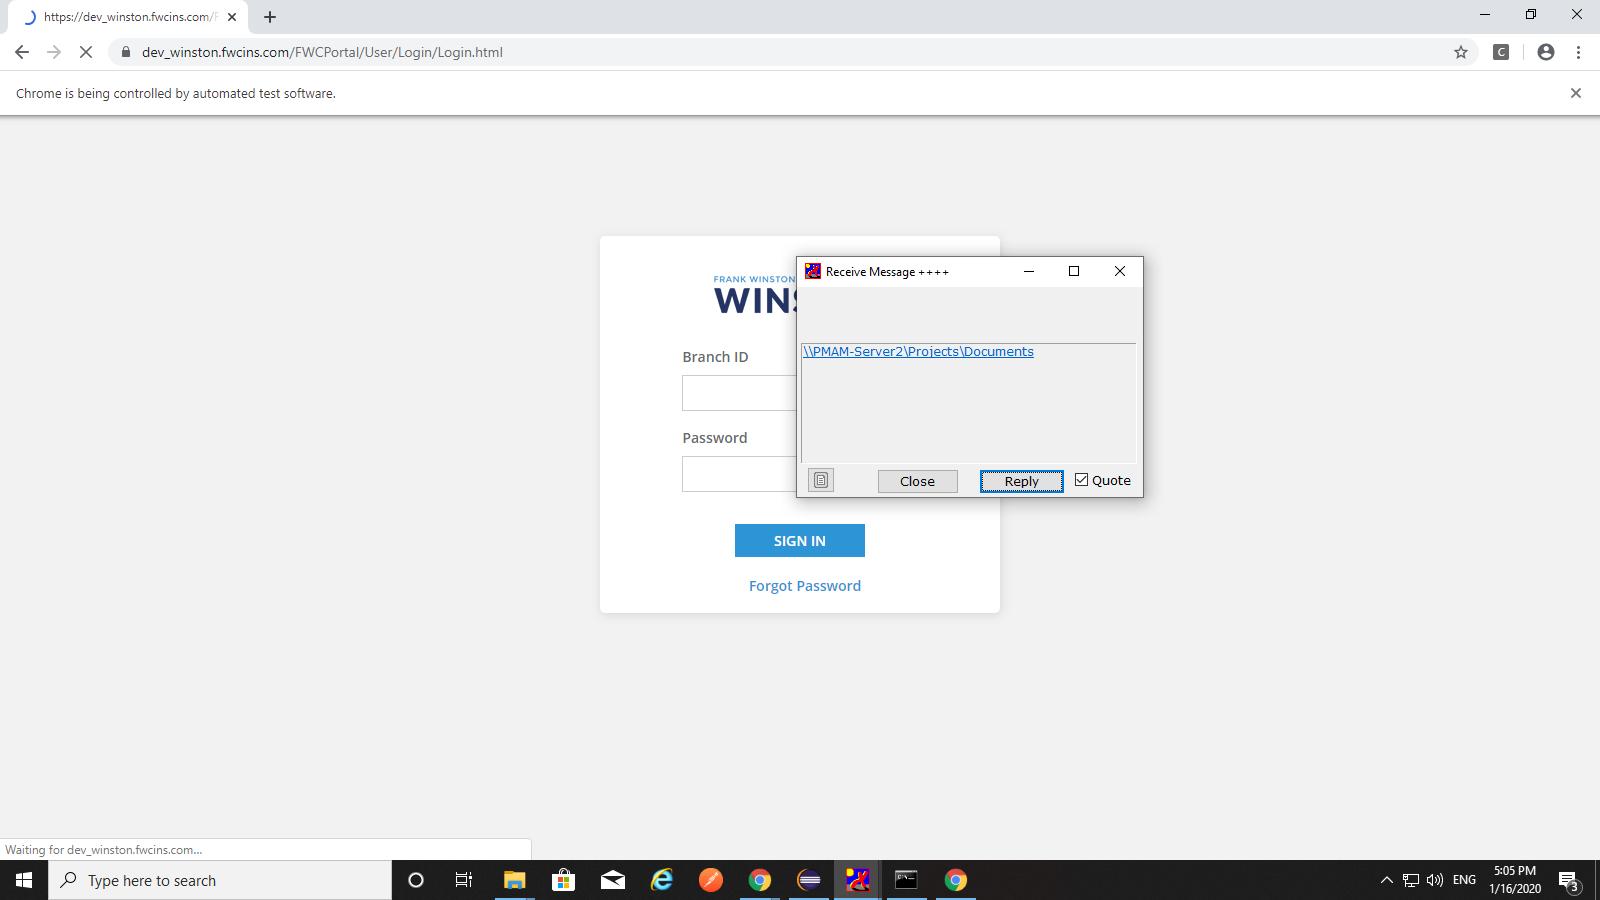 https://dev_winston.fwcins.com/F
dev_winston.fwcins.com/FWCPortal/User/Login/Login.html
C
Chrome is being controlled by automated test software.
FRANK WINSTON
WINS
Branch ID
Password
SIGN IN
Forgot Password
Receive Message ++++
\\PMAM-Server2\Projects\Documents
Close
Reply
Quote
Waiting for dev_winston.fwcins.com...
Type here to search
ENG
5:05 PM
1/16/2020
3